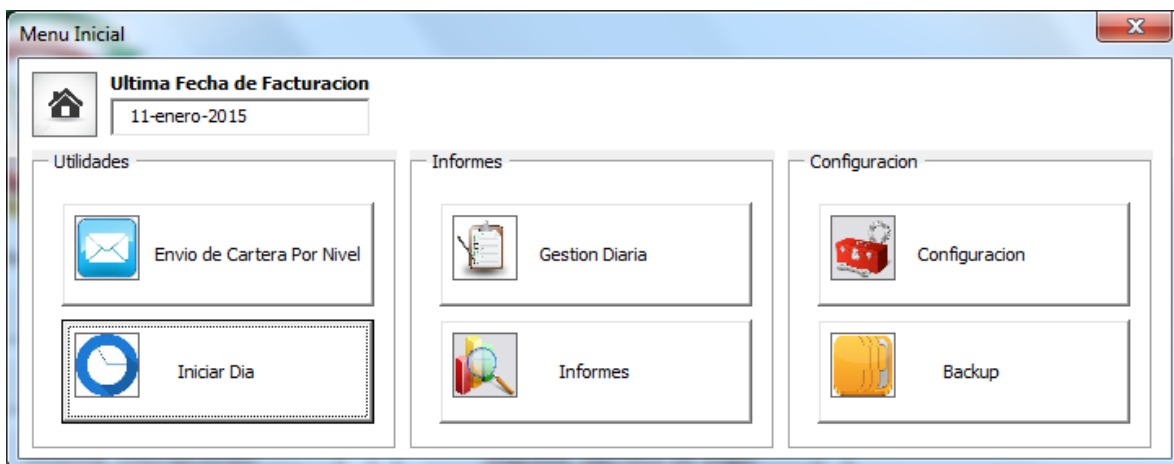 Menu Inicial
Ultima Fecha de Facturacion
11-enero-2015
Utilidades
Envio de Cartera Por Nivel
Iniciar Dia
Informes
Gestion Diaria
Informes
Configuracion
Configuracion
Backup